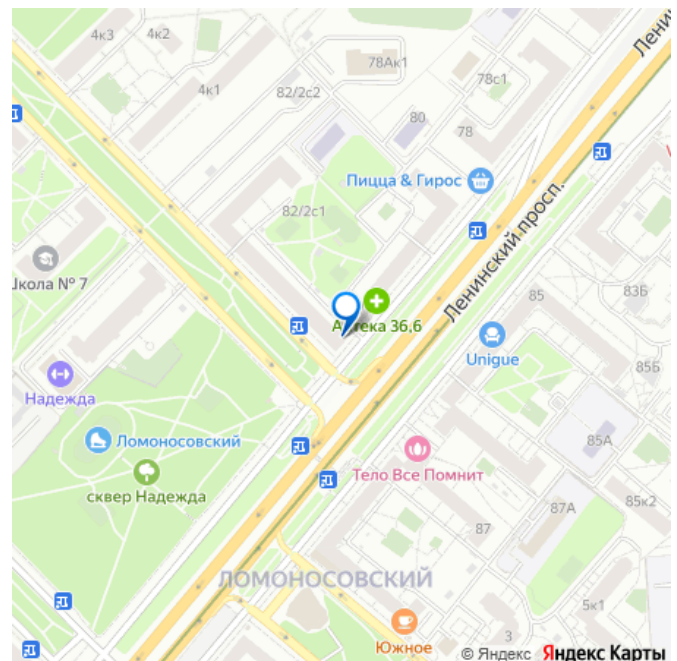 4к3
4к2
Ленин
78Ак1
78с1
4к1
82/2с2
80
78
Пицца & Гирос
82/2с1
Ленинский просп.
Школа № 7
85
83Б
Аптека 36,6
Unigue
85Б
Надежда
Ломоносовский
85А
Тело Все Помнит
сквер Надежда
85к2
87А
87
ЛОМОНОСОВСКИЙ
5к1
3
Южное
© Яндекс Яндекс Карты